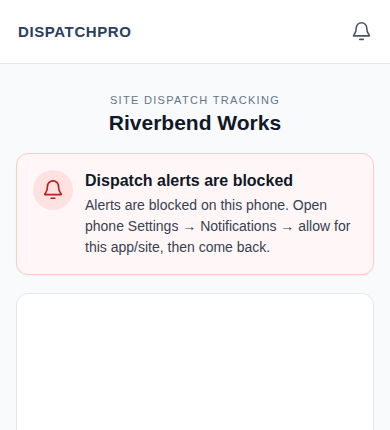 DISPATCHPRO
SITE DISPATCH TRACKING
Riverbend Works
Dispatch alerts are blocked
Alerts are blocked on this phone. Open
phone Settings → Notifications → allow for
this app/site, then come back.